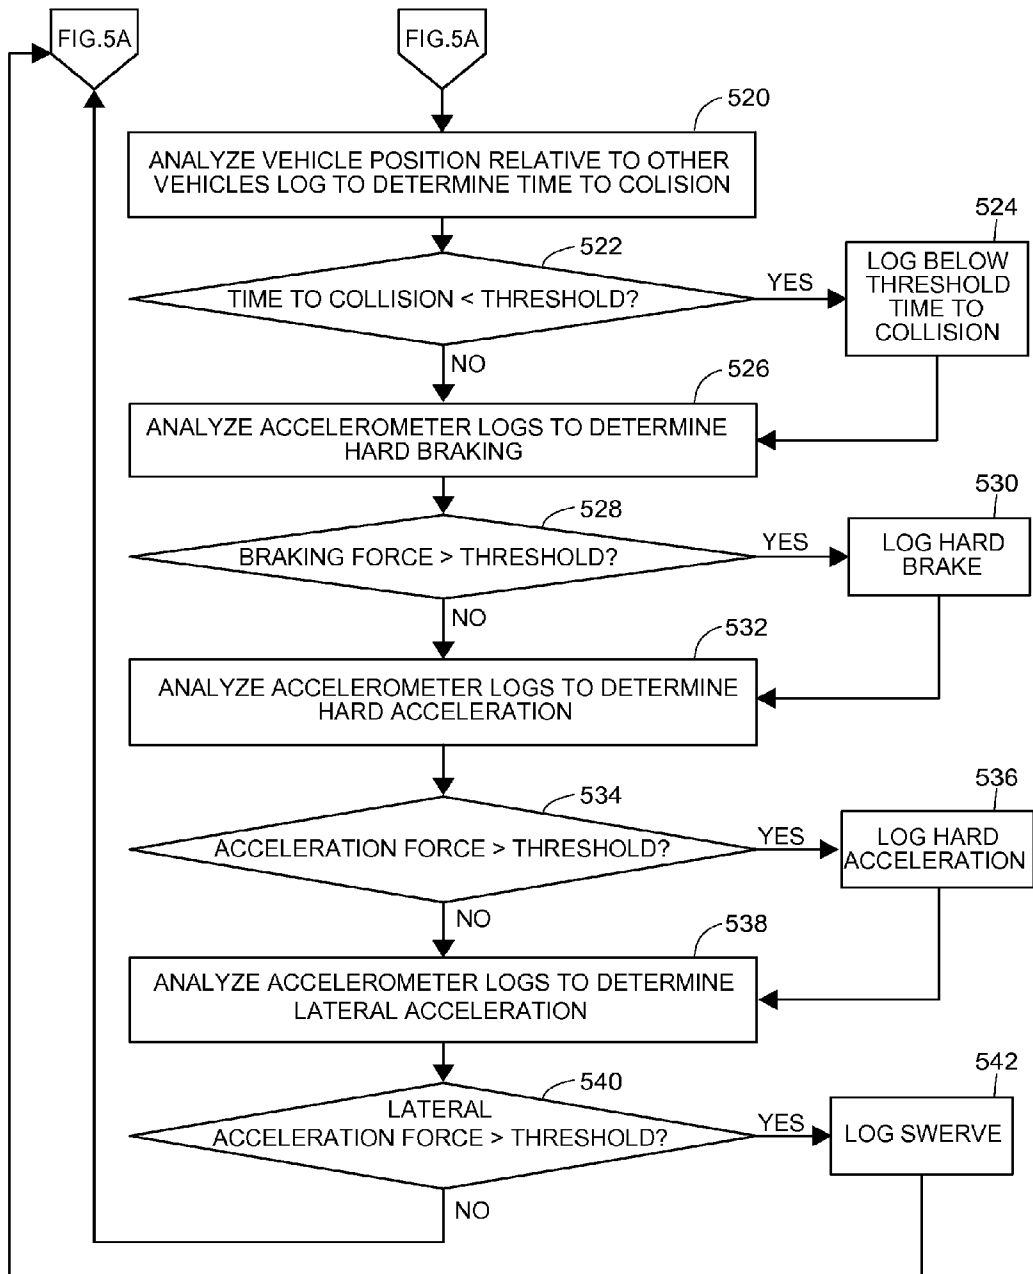 FIG.5A
FIG.5A
520
ANALYZE VEHICLE POSITION RELATIVE TO OTHER
VEHICLES LOG TO DETERMINE TIME TO COLISION
522
TIME TO COLLISION < THRESHOLD?
YES
524
LOG BELOW
THRESHOLD
TIME TO
COLLISION
NO
526
ANALYZE ACCELEROMETER LOGS TO DETERMINE
HARD BRAKING
528
BRAKING FORCE > THRESHOLD?
YES
530
LOG HARD
BRAKE
NO
532
ANALYZE ACCELEROMETER LOGS TO DETERMINE
HARD ACCELERATION
534
ACCELERATION FORCE > THRESHOLD?
YES
536
LOG HARD
ACCELERATION
NO
538
ANALYZE ACCELEROMETER LOGS TO DETERMINE
LATERAL ACCELERATION
540
LATERAL
ACCELERATION FORCE > THRESHOLD?
YES
542
LOG SWERVE
NO